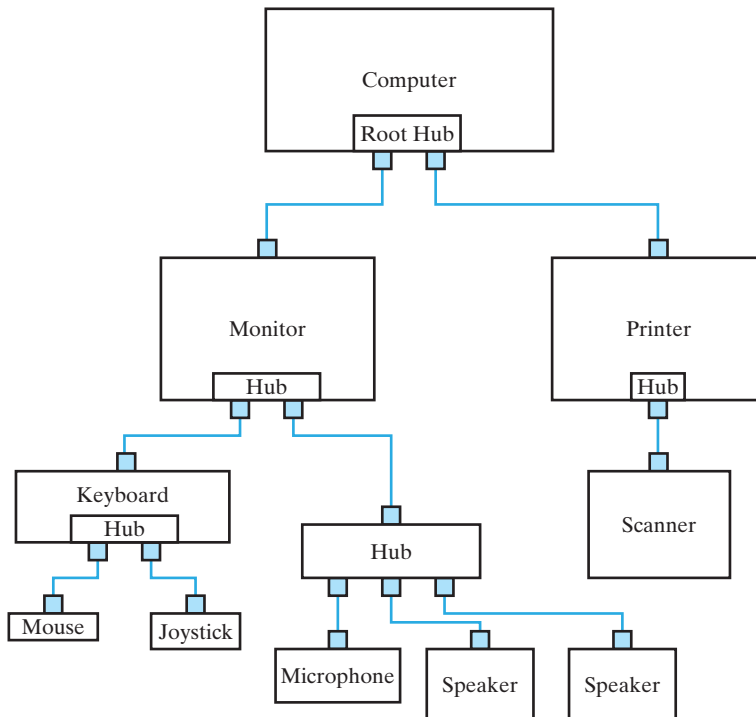 Computer
Root Hub
Monitor
Hub
Printer
Hub
Keyboard
Hub
Hub
Scanner
Mouse
Joystick
Microphone
Speaker
Speaker